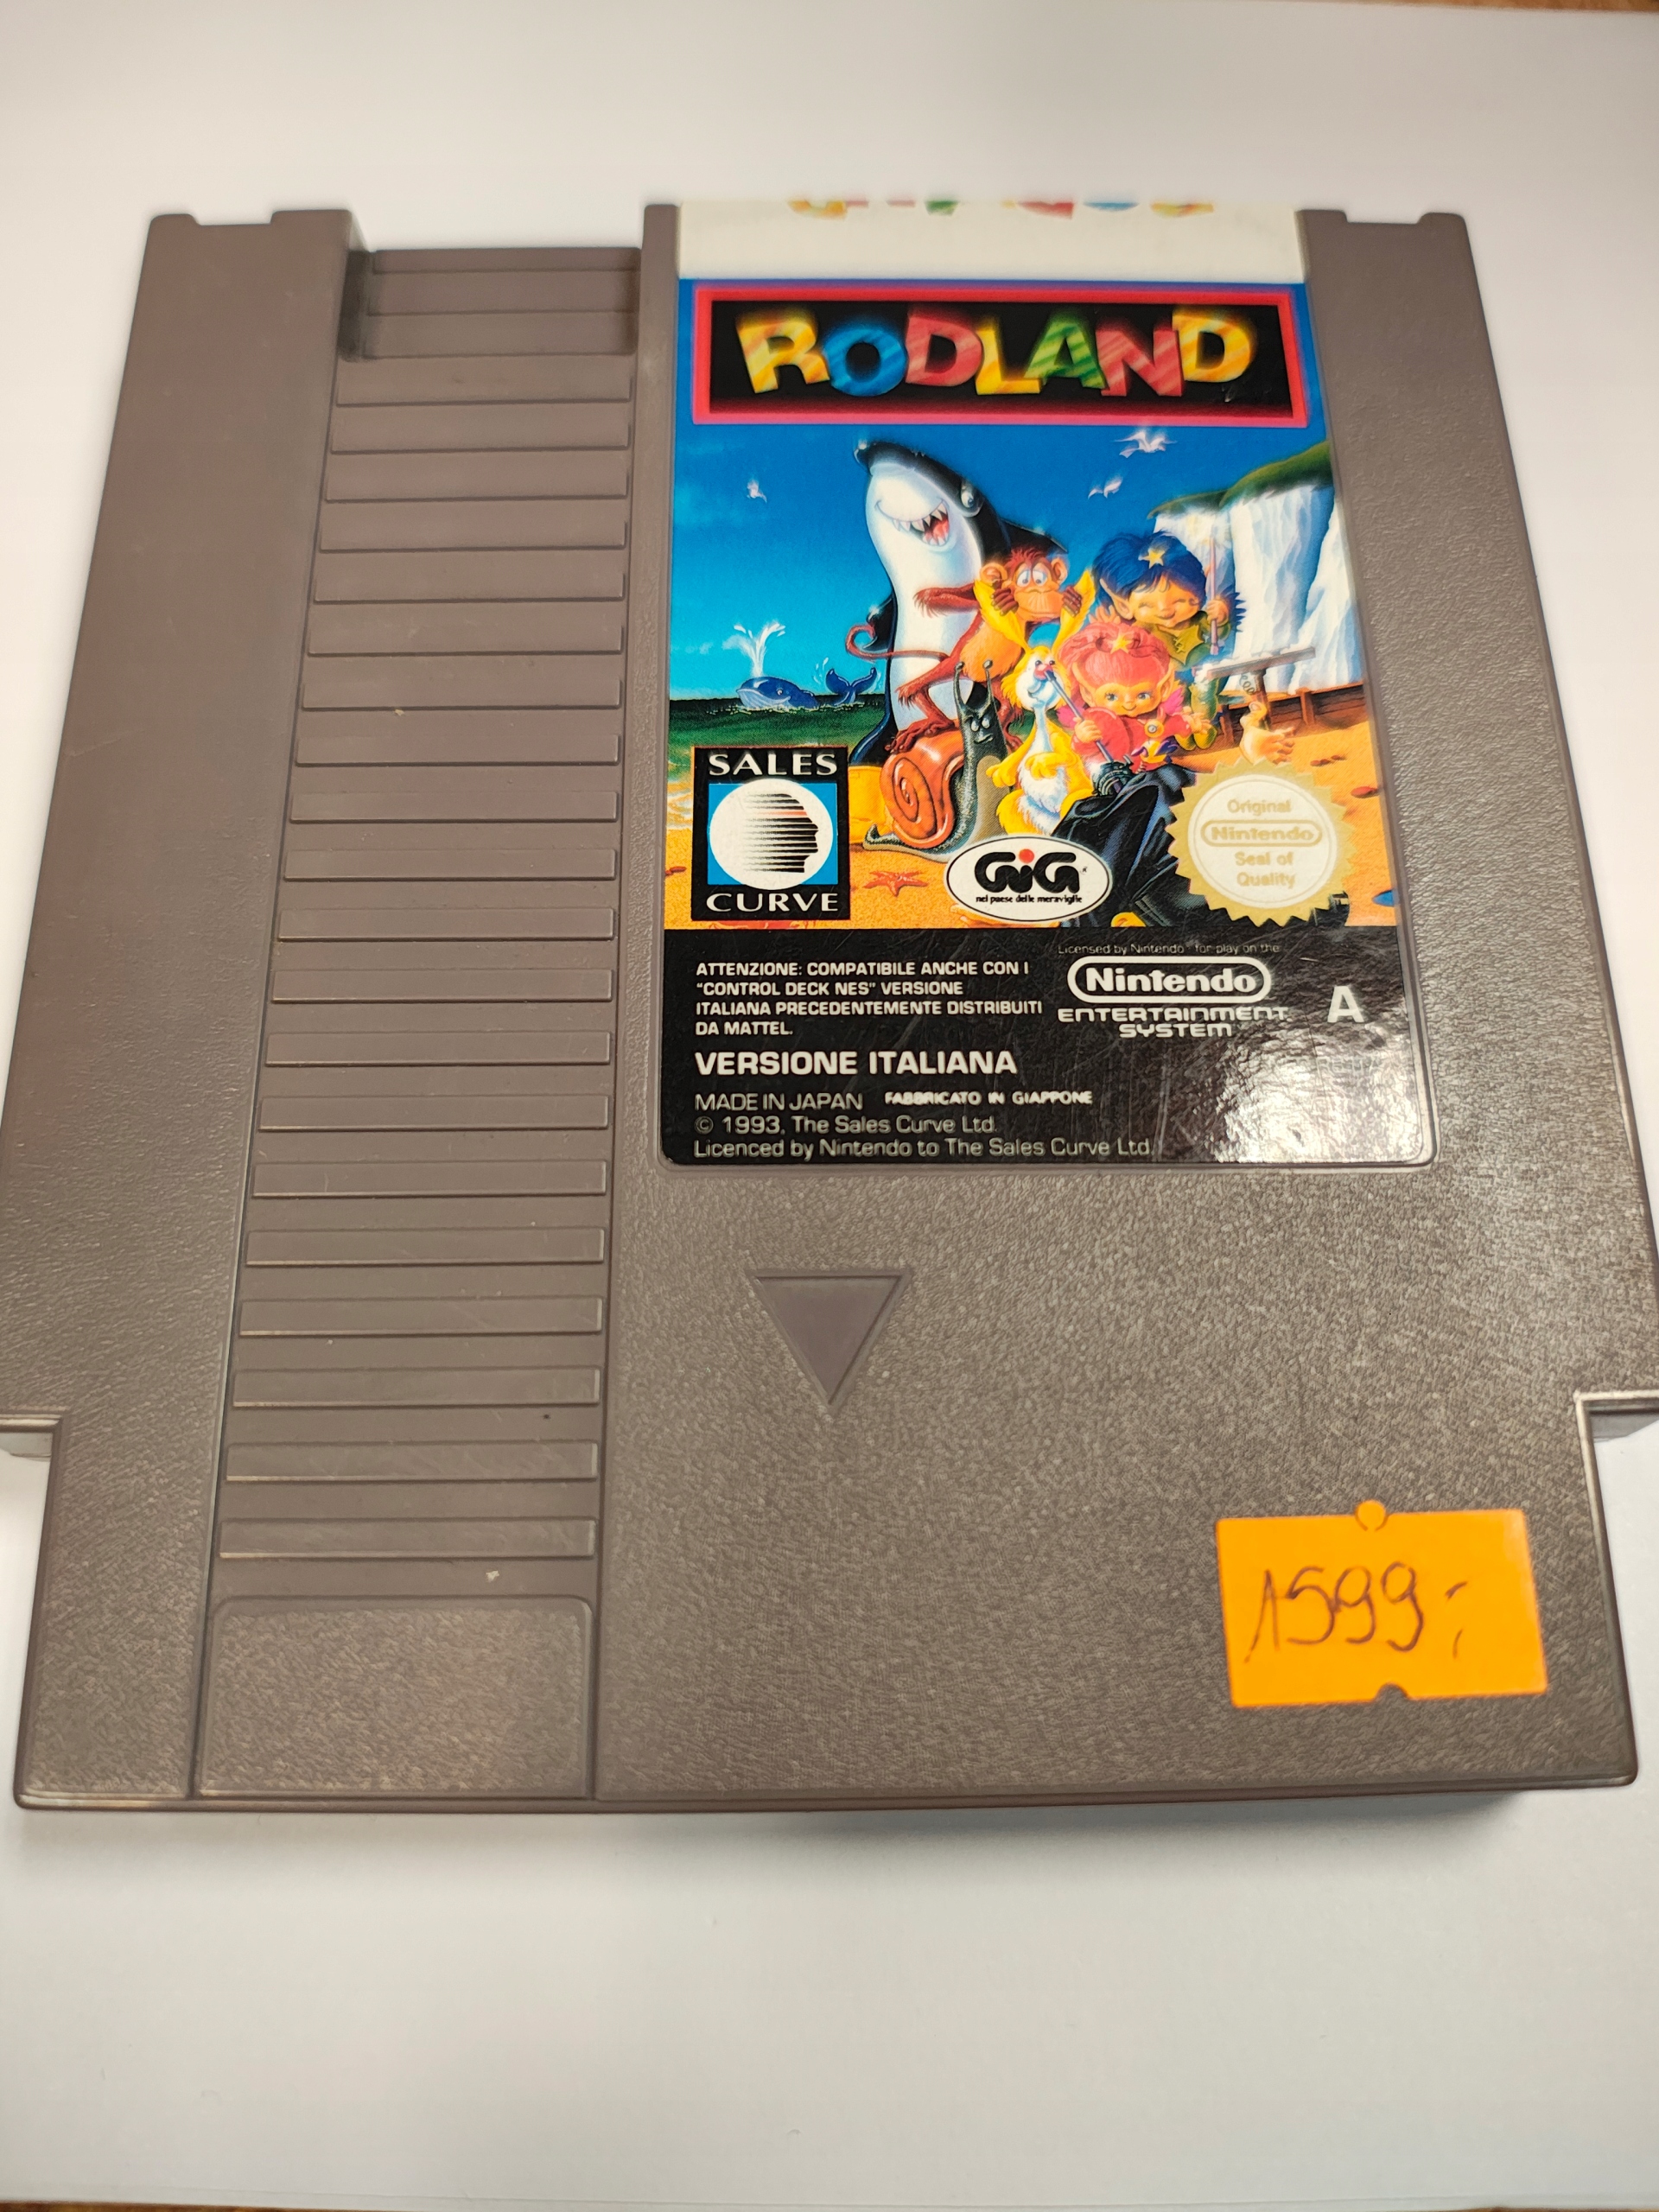 RODLAND
SALES
CURVE
GiG
nel paese delle meraviglie
Original
Nintendo
Seal of
Quality
ATTENZIONE: COMPATIBILE ANCHE CON I
"CONTROL DECK NES" VERSIONE
ITALIANA PRECEDENTEMENTE DISTRIBUITI
DA MATTEL.
VERSIONE ITALIANA
MADE IN JAPAN FABBRICATO IN GIAPPONE
© 1993, The Sales Curve Ltd.
Licenced by Nintendo to The Sales Curve Ltd.
Licensed by Nintendo® for play on the
Nintendo
ENTERTAINMENT
SYSTEM
A
1599,-